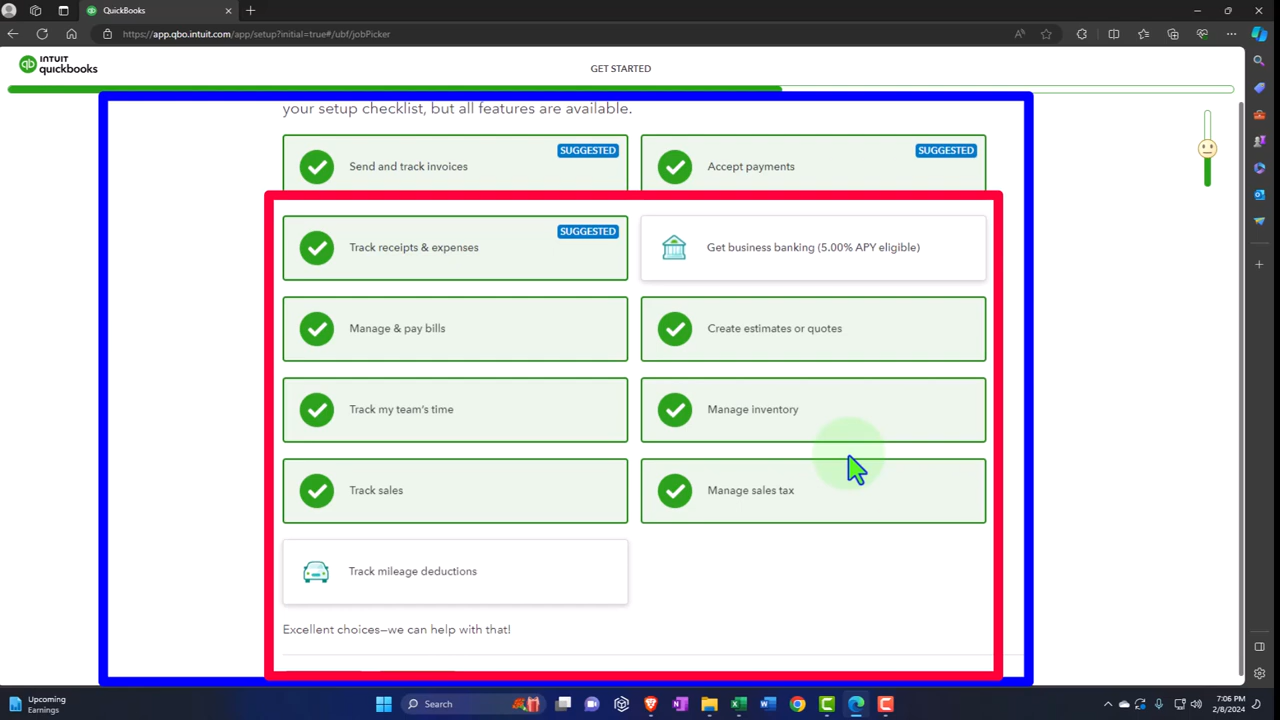 QuickBooks
https://app.qbo.intuit.com/app/setup?initial=true#/ubf/jobPicker
INTUIT
quickbooks
GET STARTED
your setup checklist, but all features are available.
Send and track invoices
SUGGESTED
Accept payments
SUGGESTED
Track receipts & expenses
SUGGESTED
Get business banking (5.00% APY eligible)
Manage & pay bills
Create estimates or quotes
Track my team's time
Manage inventory
Track sales
Manage sales tax
Track mileage deductions
Excellent choices—we can help with that!
Upcoming
Earnings
Search
7:06 PM
2/8/2024